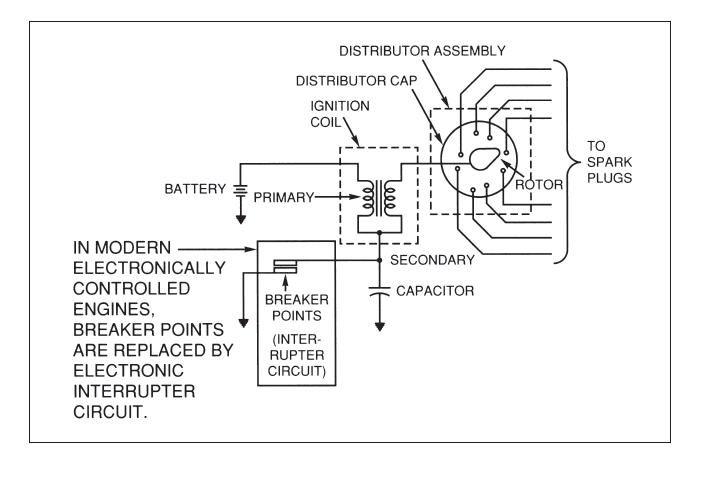 DISTRIBUTOR ASSEMBLY
DISTRIBUTOR CAP
IGNITION
COIL
TO
SPARK
PLUGS
BATTERY
PRIMARY
ROTOR
IN MODERN
ELECTRONICALLY
CONTROLLED
ENGINES,
BREAKER POINTS
ARE REPLACED BY
ELECTRONIC
INTERRUPTER
CIRCUIT.
SECONDARY
CAPACITOR
BREAKER
POINTS
(INTER-
RUPTER
CIRCUIT)